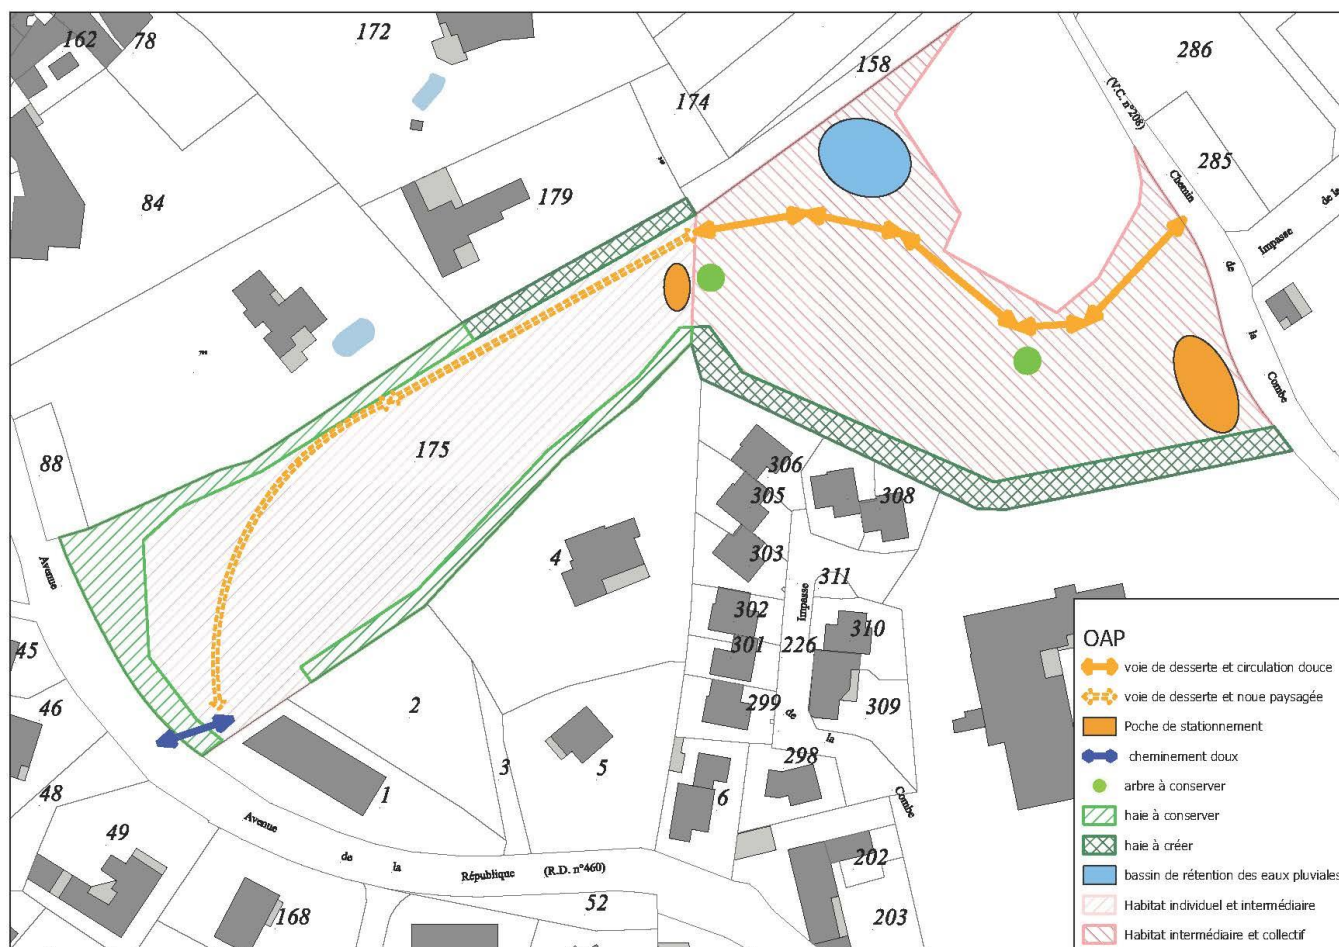 162
78
172
286
158
(V.C. n°208)
174
285
Chemin
84
179
Impasse
de la
de
la
Combe
175
88
306
305
308
303
4
Avenue
311
Impasse
302
310
45
301
226
46
2
299
309
de
la
298
3
5
48
1
Combe
49
Avenue
de
la
République
(R.D. n°460)
202
52
168
203
OAP
voie de desserte et circulation douce
voie de desserte et noue paysagée
Poche de stationnement
cheminement doux
arbre à conserver
haie à conserver
haie à créer
bassin de rétention des eaux pluviales
Habitat individuel et intermédiaire
Habitat intermédiaire et collectif